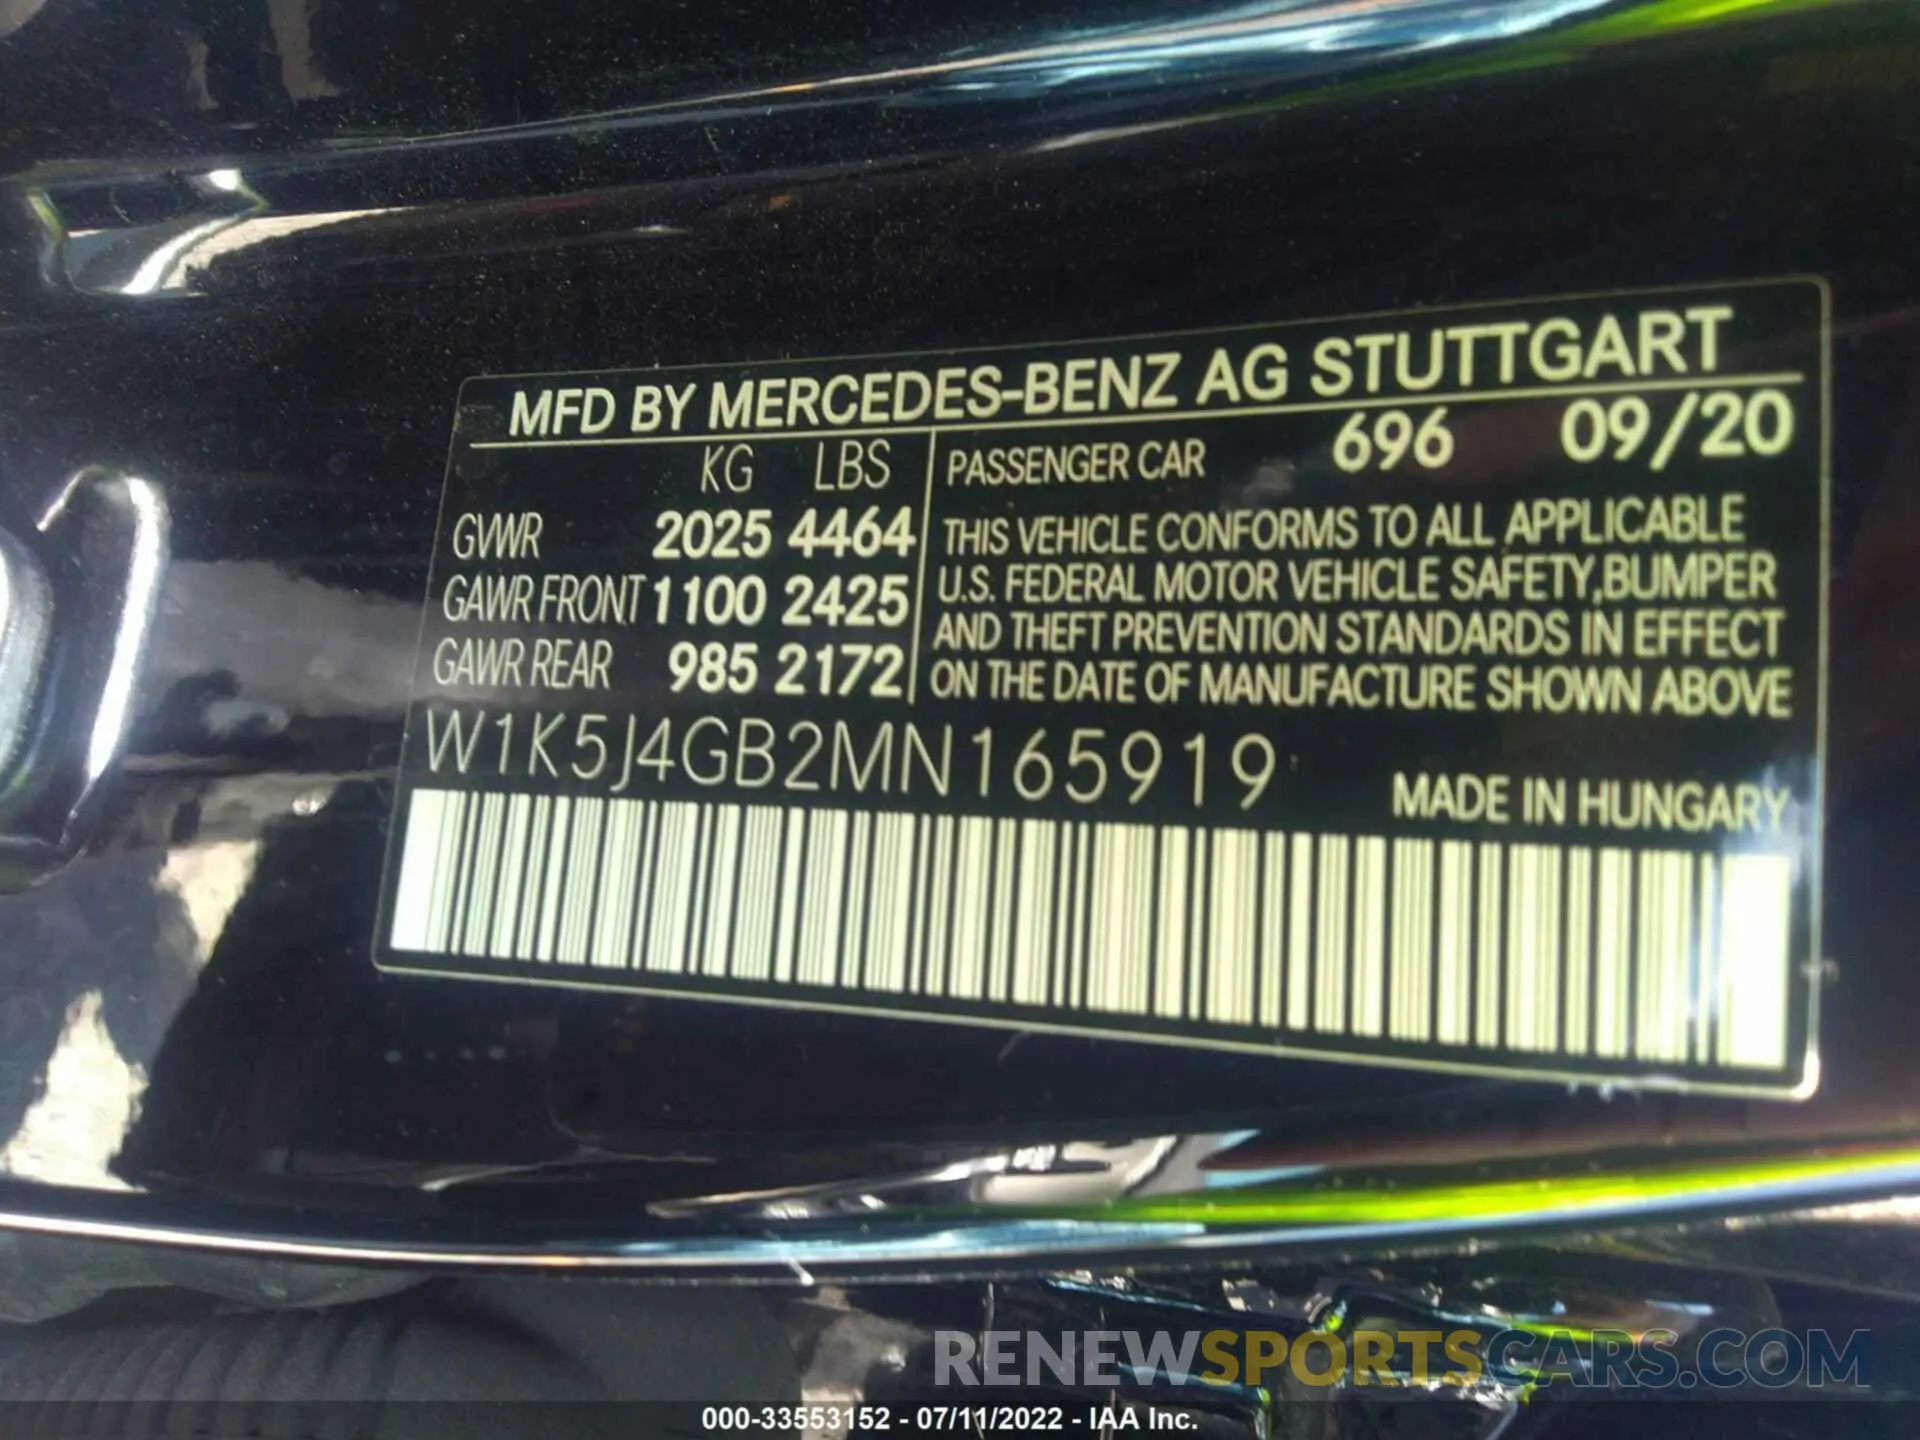 MFD BY MERCEDES-BENZ AG STUTTGART
KG LBS
GVWR 2025 4464
GAWR FRONT 1100 2425
GAWR REAR 985 2172
PASSENGER CAR 696 09/20
THIS VEHICLE CONFORMS TO ALL APPLICABLE
U.S. FEDERAL MOTOR VEHICLE SAFETY,BUMPER
AND THEFT PREVENTION STANDARDS IN EFFECT
ON THE DATE OF MANUFACTURE SHOWN ABOVE
W1K5J4GB2MN165919
MADE IN HUNGARY
RENEWSPORTSCARS.COM
000-33553152 - 07/11/2022 - IAA Inc.